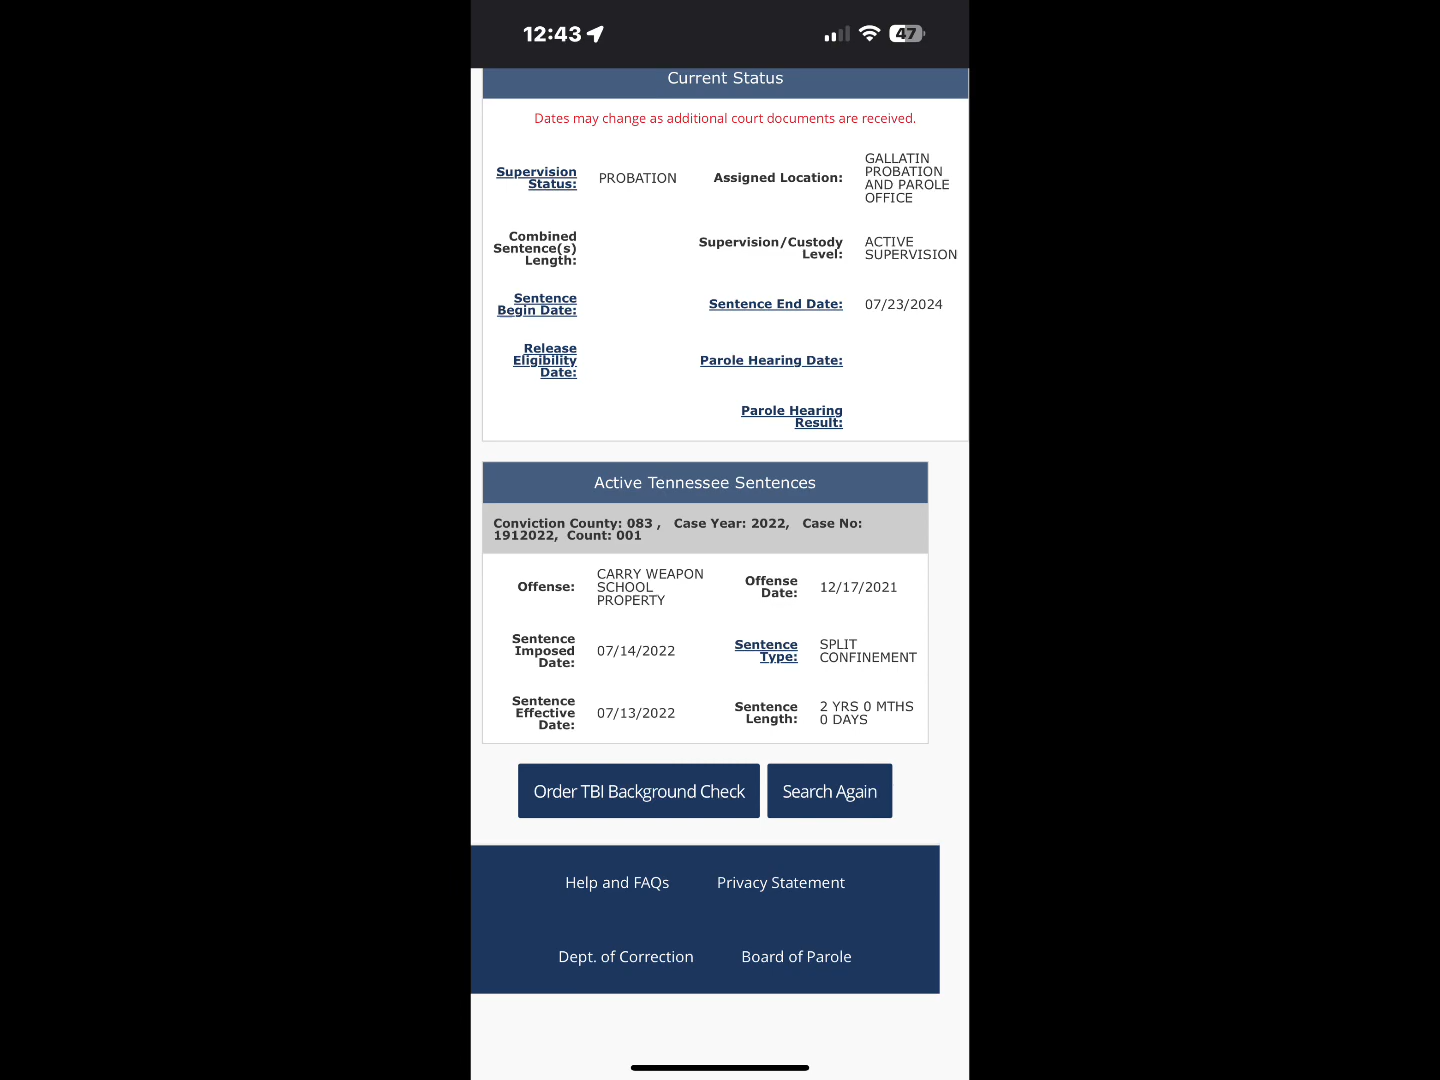 12:43
47
Current Status
Dates may change as additional court documents are received.
Supervision Status: PROBATION
Assigned Location: GALLATIN PROBATION AND PAROLE OFFICE
Combined Sentence(s) Length:
Supervision/Custody Level: ACTIVE SUPERVISION
Sentence Begin Date:
Sentence End Date: 07/23/2024
Release Eligibility Date:
Parole Hearing Date:
Parole Hearing Result:
Active Tennessee Sentences
Conviction County: 083 , Case Year: 2022, Case No:
1912022, Count: 001
Offense: CARRY WEAPON SCHOOL PROPERTY
Offense Date: 12/17/2021
Sentence Imposed Date: 07/14/2022
Sentence Type: SPLIT CONFINEMENT
Sentence Effective Date: 07/13/2022
Sentence Length: 2 YRS 0 MTHS 0 DAYS
Order TBI Background Check
Search Again
Help and FAQs
Privacy Statement
Dept. of Correction
Board of Parole